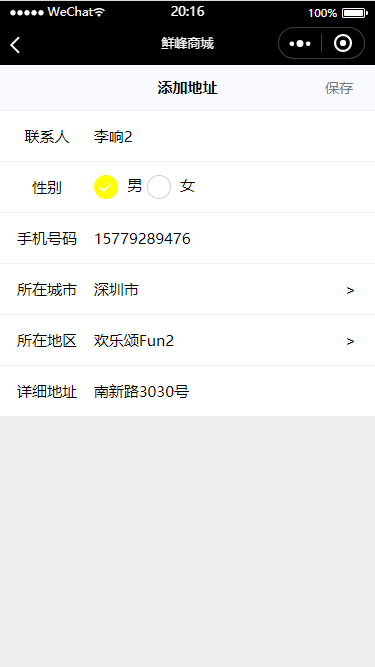 ●●●●● WeChat 20:16 100%
鲜峰商城
添加地址 保存
联系人 李响2
性别 男 女
手机号码 15779289476
所在城市 深圳市 >
所在地区 欢乐颂Fun2 >
详细地址 南新路3030号